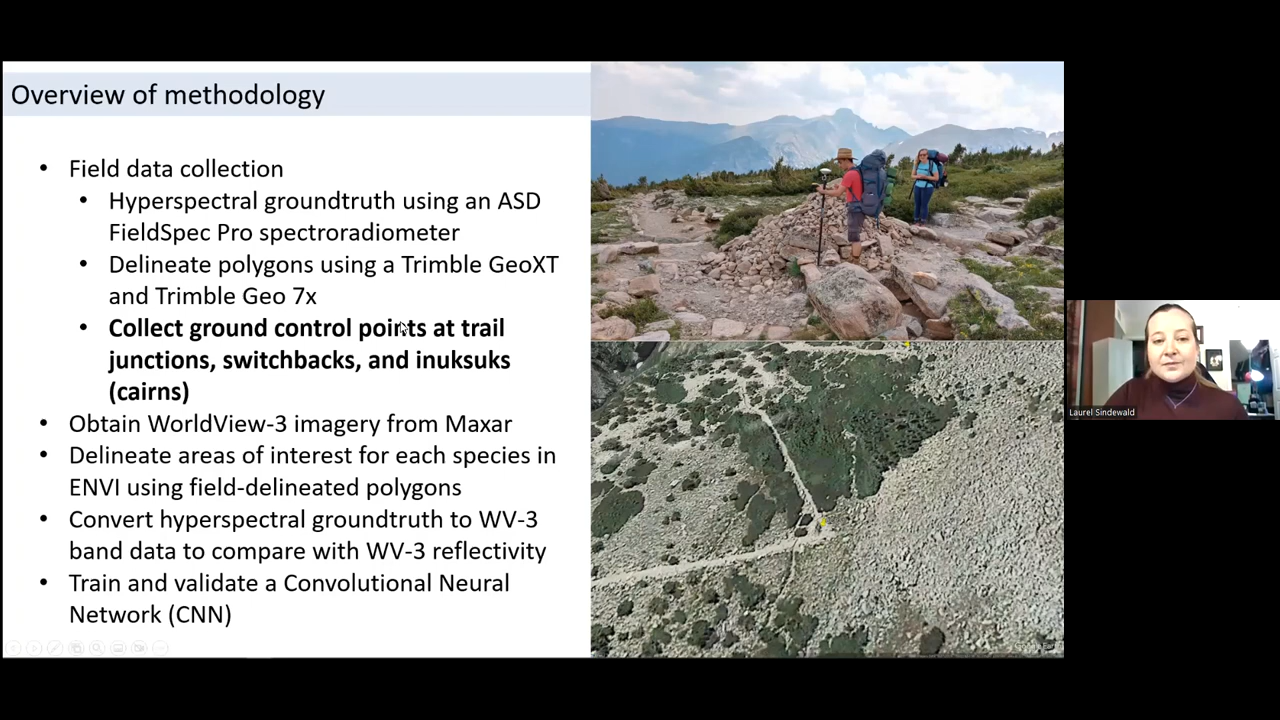 Overview of methodology
• Field data collection
• Hyperspectral groundtruth using an ASD
FieldSpec Pro spectroradiometer
• Delineate polygons using a Trimble GeoXT
and Trimble Geo 7x
• Collect ground control points at trail
junctions, switchbacks, and inuksuks
(cairns)
• Obtain WorldView-3 imagery from Maxar
• Delineate areas of interest for each species in
ENVI using field-delineated polygons
• Convert hyperspectral groundtruth to WV-3
band data to compare with WV-3 reflectivity
• Train and validate a Convolutional Neural
Network (CNN)
Laurel Sindewald